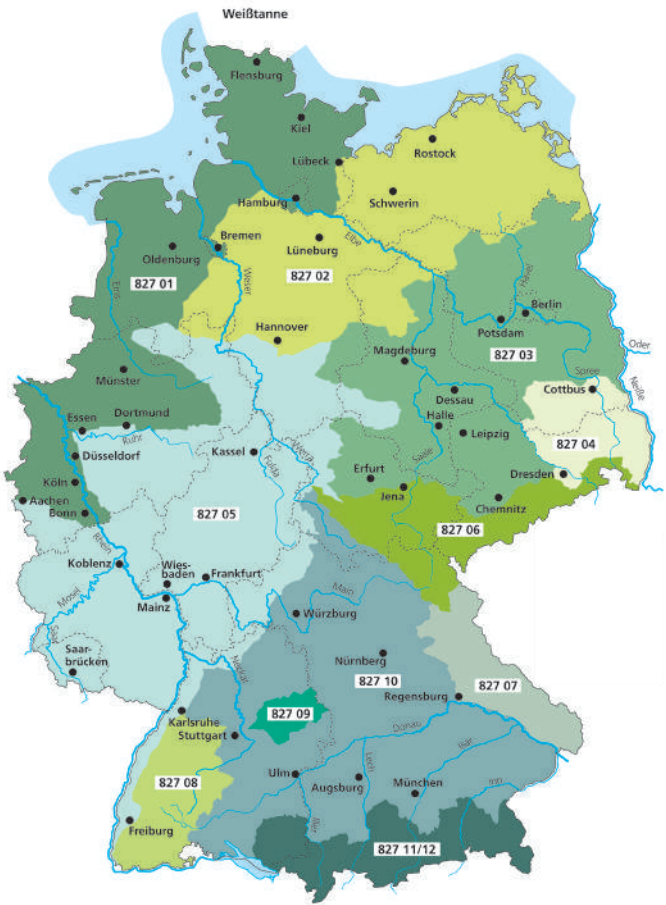 Weißtanne
Flensburg
Kiel
Lübeck
Rostock
Hamburg
Schwerin
Elbe
Bremen
Lüneburg
Oldenburg
827 01
827 02
Ems
Weser
Havel
Berlin
Hannover
Potsdam
Magdeburg
827 03
Oder
Münster
Spree
Neiße
Cottbus
Dessau
Essen
Dortmund
Halle
Ruhr
Leipzig
827 04
Düsseldorf
Kassel
Werra
Fulda
Saale
Erfurt
Dresden
Köln
Jena
Aachen
Chemnitz
Bonn
827 05
827 06
Rhein
Koblenz
Wies-
baden
Frankfurt
Mosel
Mainz
Main
Würzburg
Saar
Saar-
brücken
Nürnberg
Neckar
827 10
827 07
Regensburg
827 09
Karlsruhe
Stuttgart
Donau
Isar
Lech
Ulm
827 08
Augsburg
München
Inn
Iller
Freiburg
827 11/12